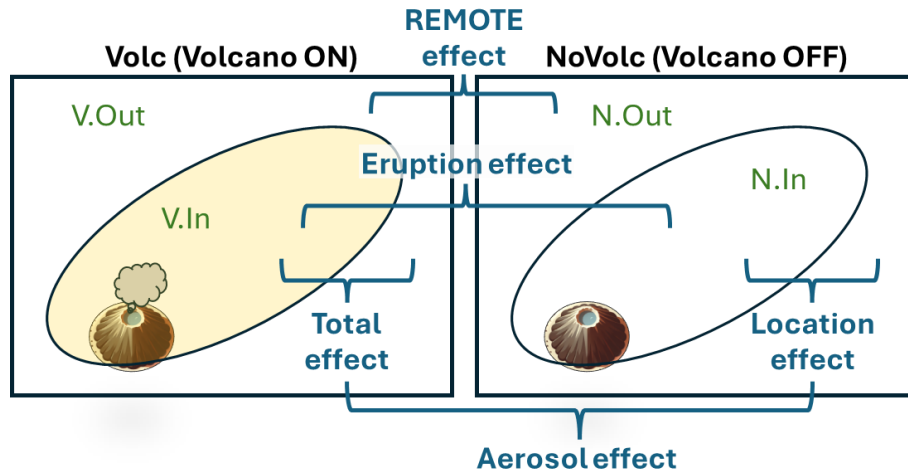 REMOTE
effect
Volc (Volcano ON)
NoVolc (Volcano OFF)
V.Out
N.Out
Eruption effect
N.In
V.In
Total
effect
Location
effect
Aerosol effect